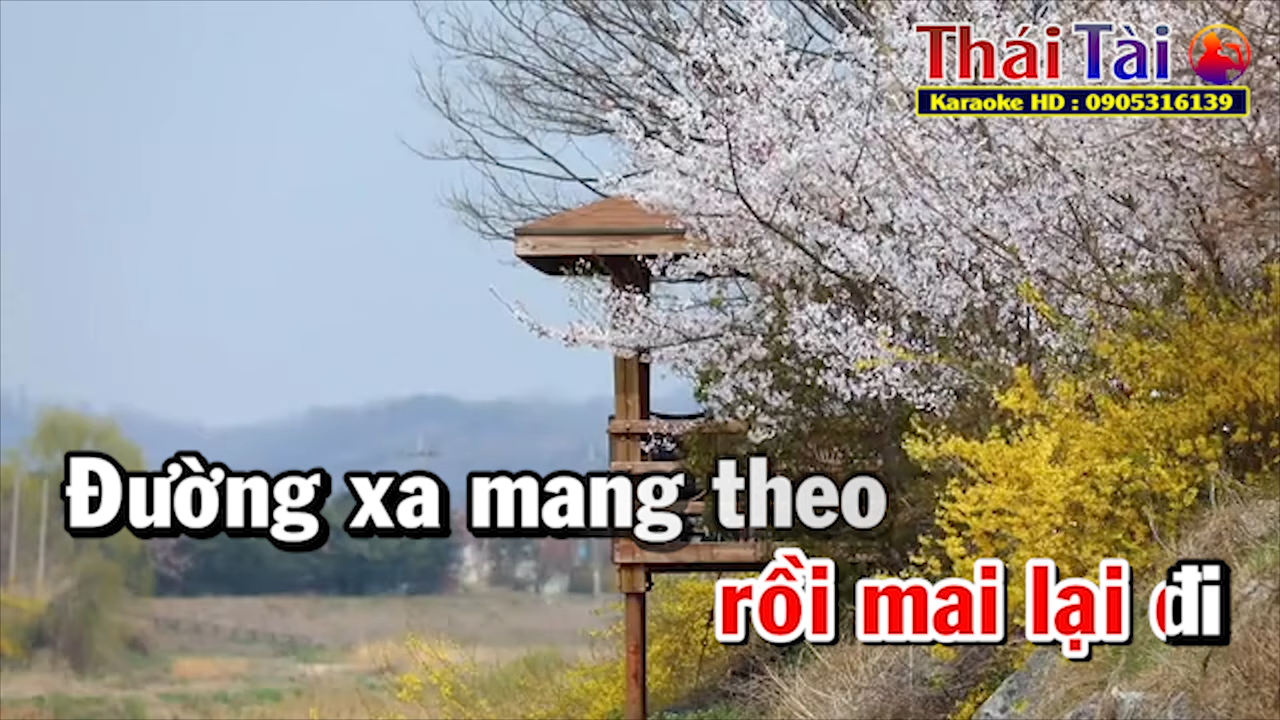 Thái Tài
Karaoke HD : 0905316139
Đường xa mang theo
rồi mai lại đi